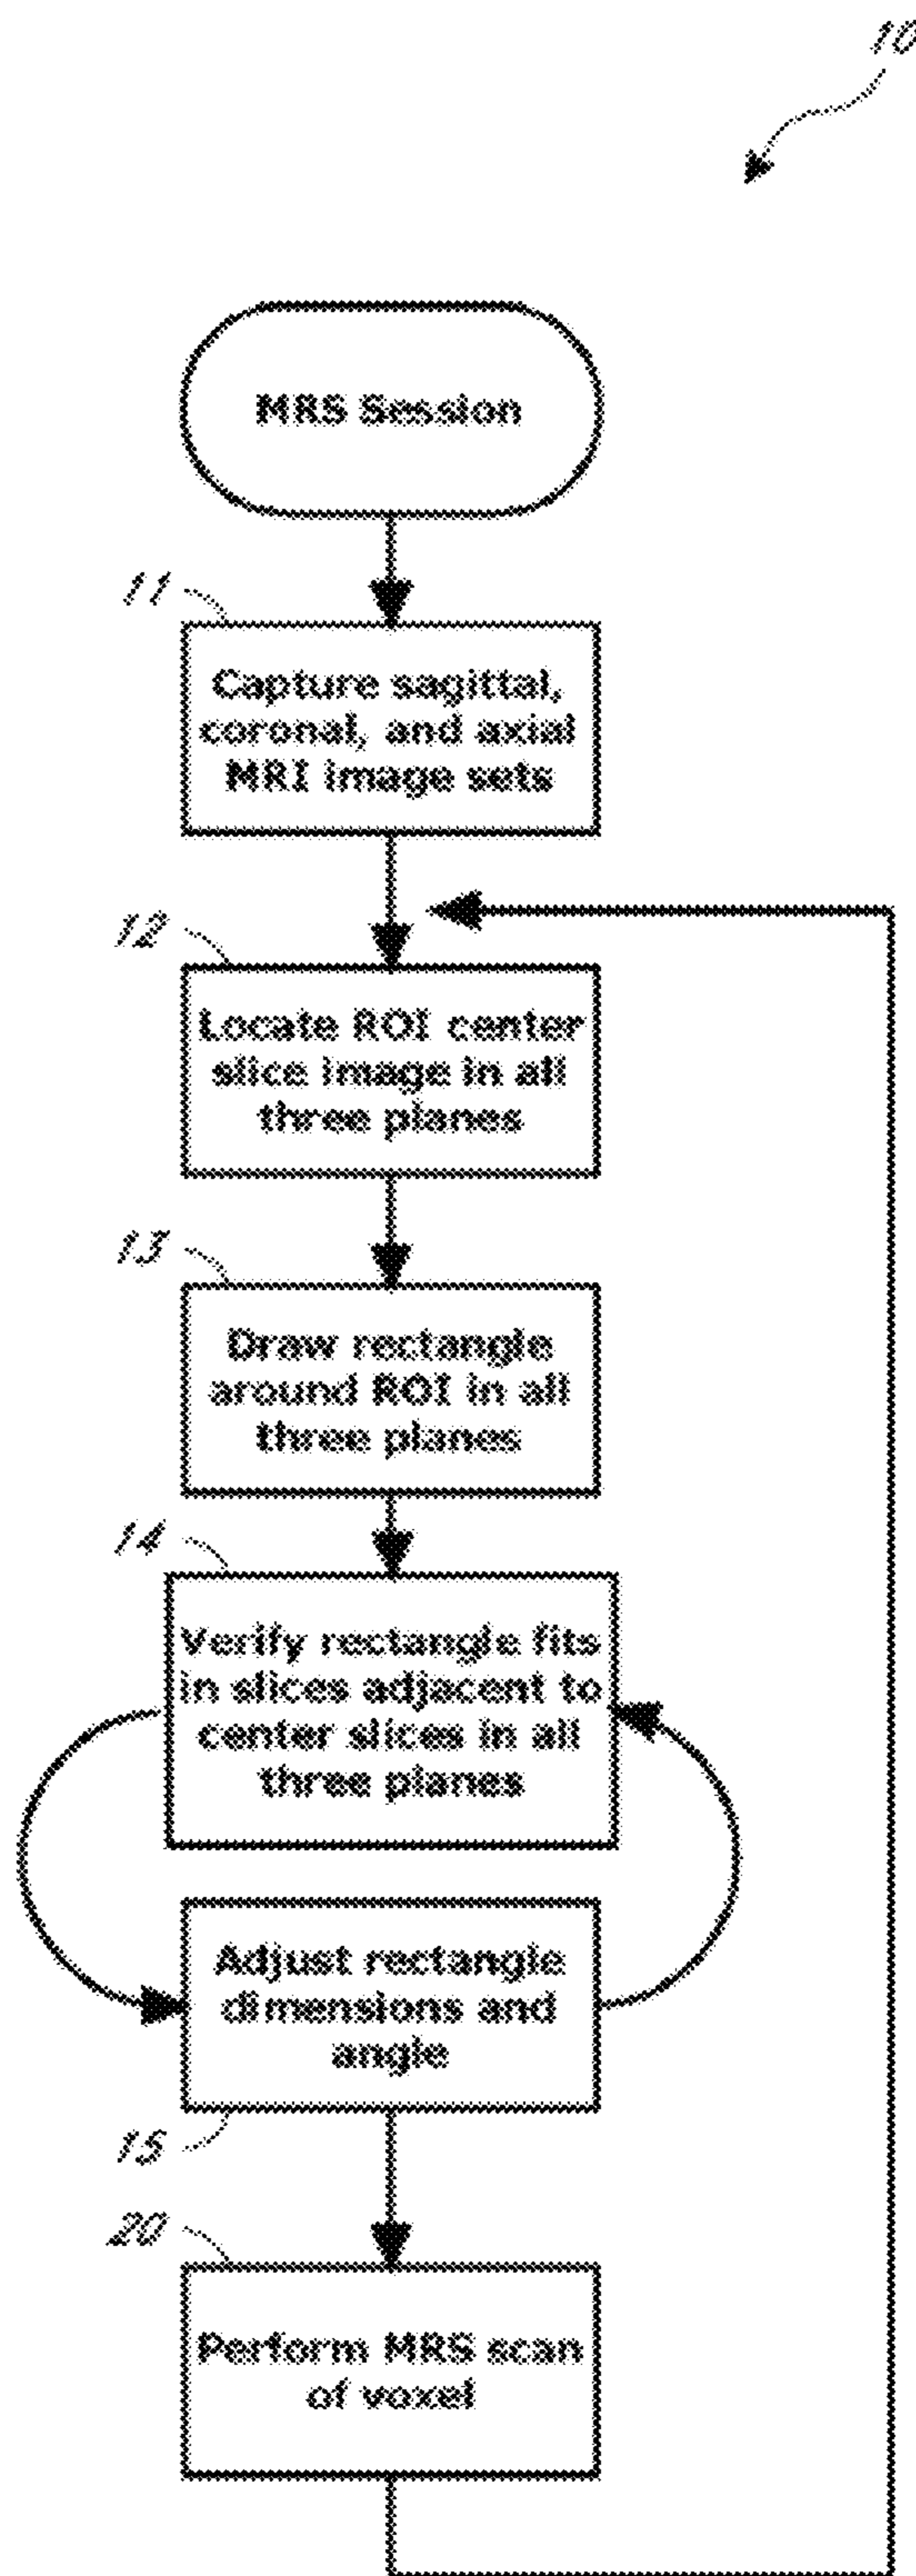 10
MRS Session
11
Capture sagittal,
coronal, and axial
MRI image sets
12
Locate ROI center
slice image in all
three planes
13
Draw rectangle
around ROI in all
three planes
14
Verify rectangle fits
in slices adjacent to
center slices in all
three planes
Adjust rectangle
dimensions and
angle
15
20
Perform MRS scan
of voxel